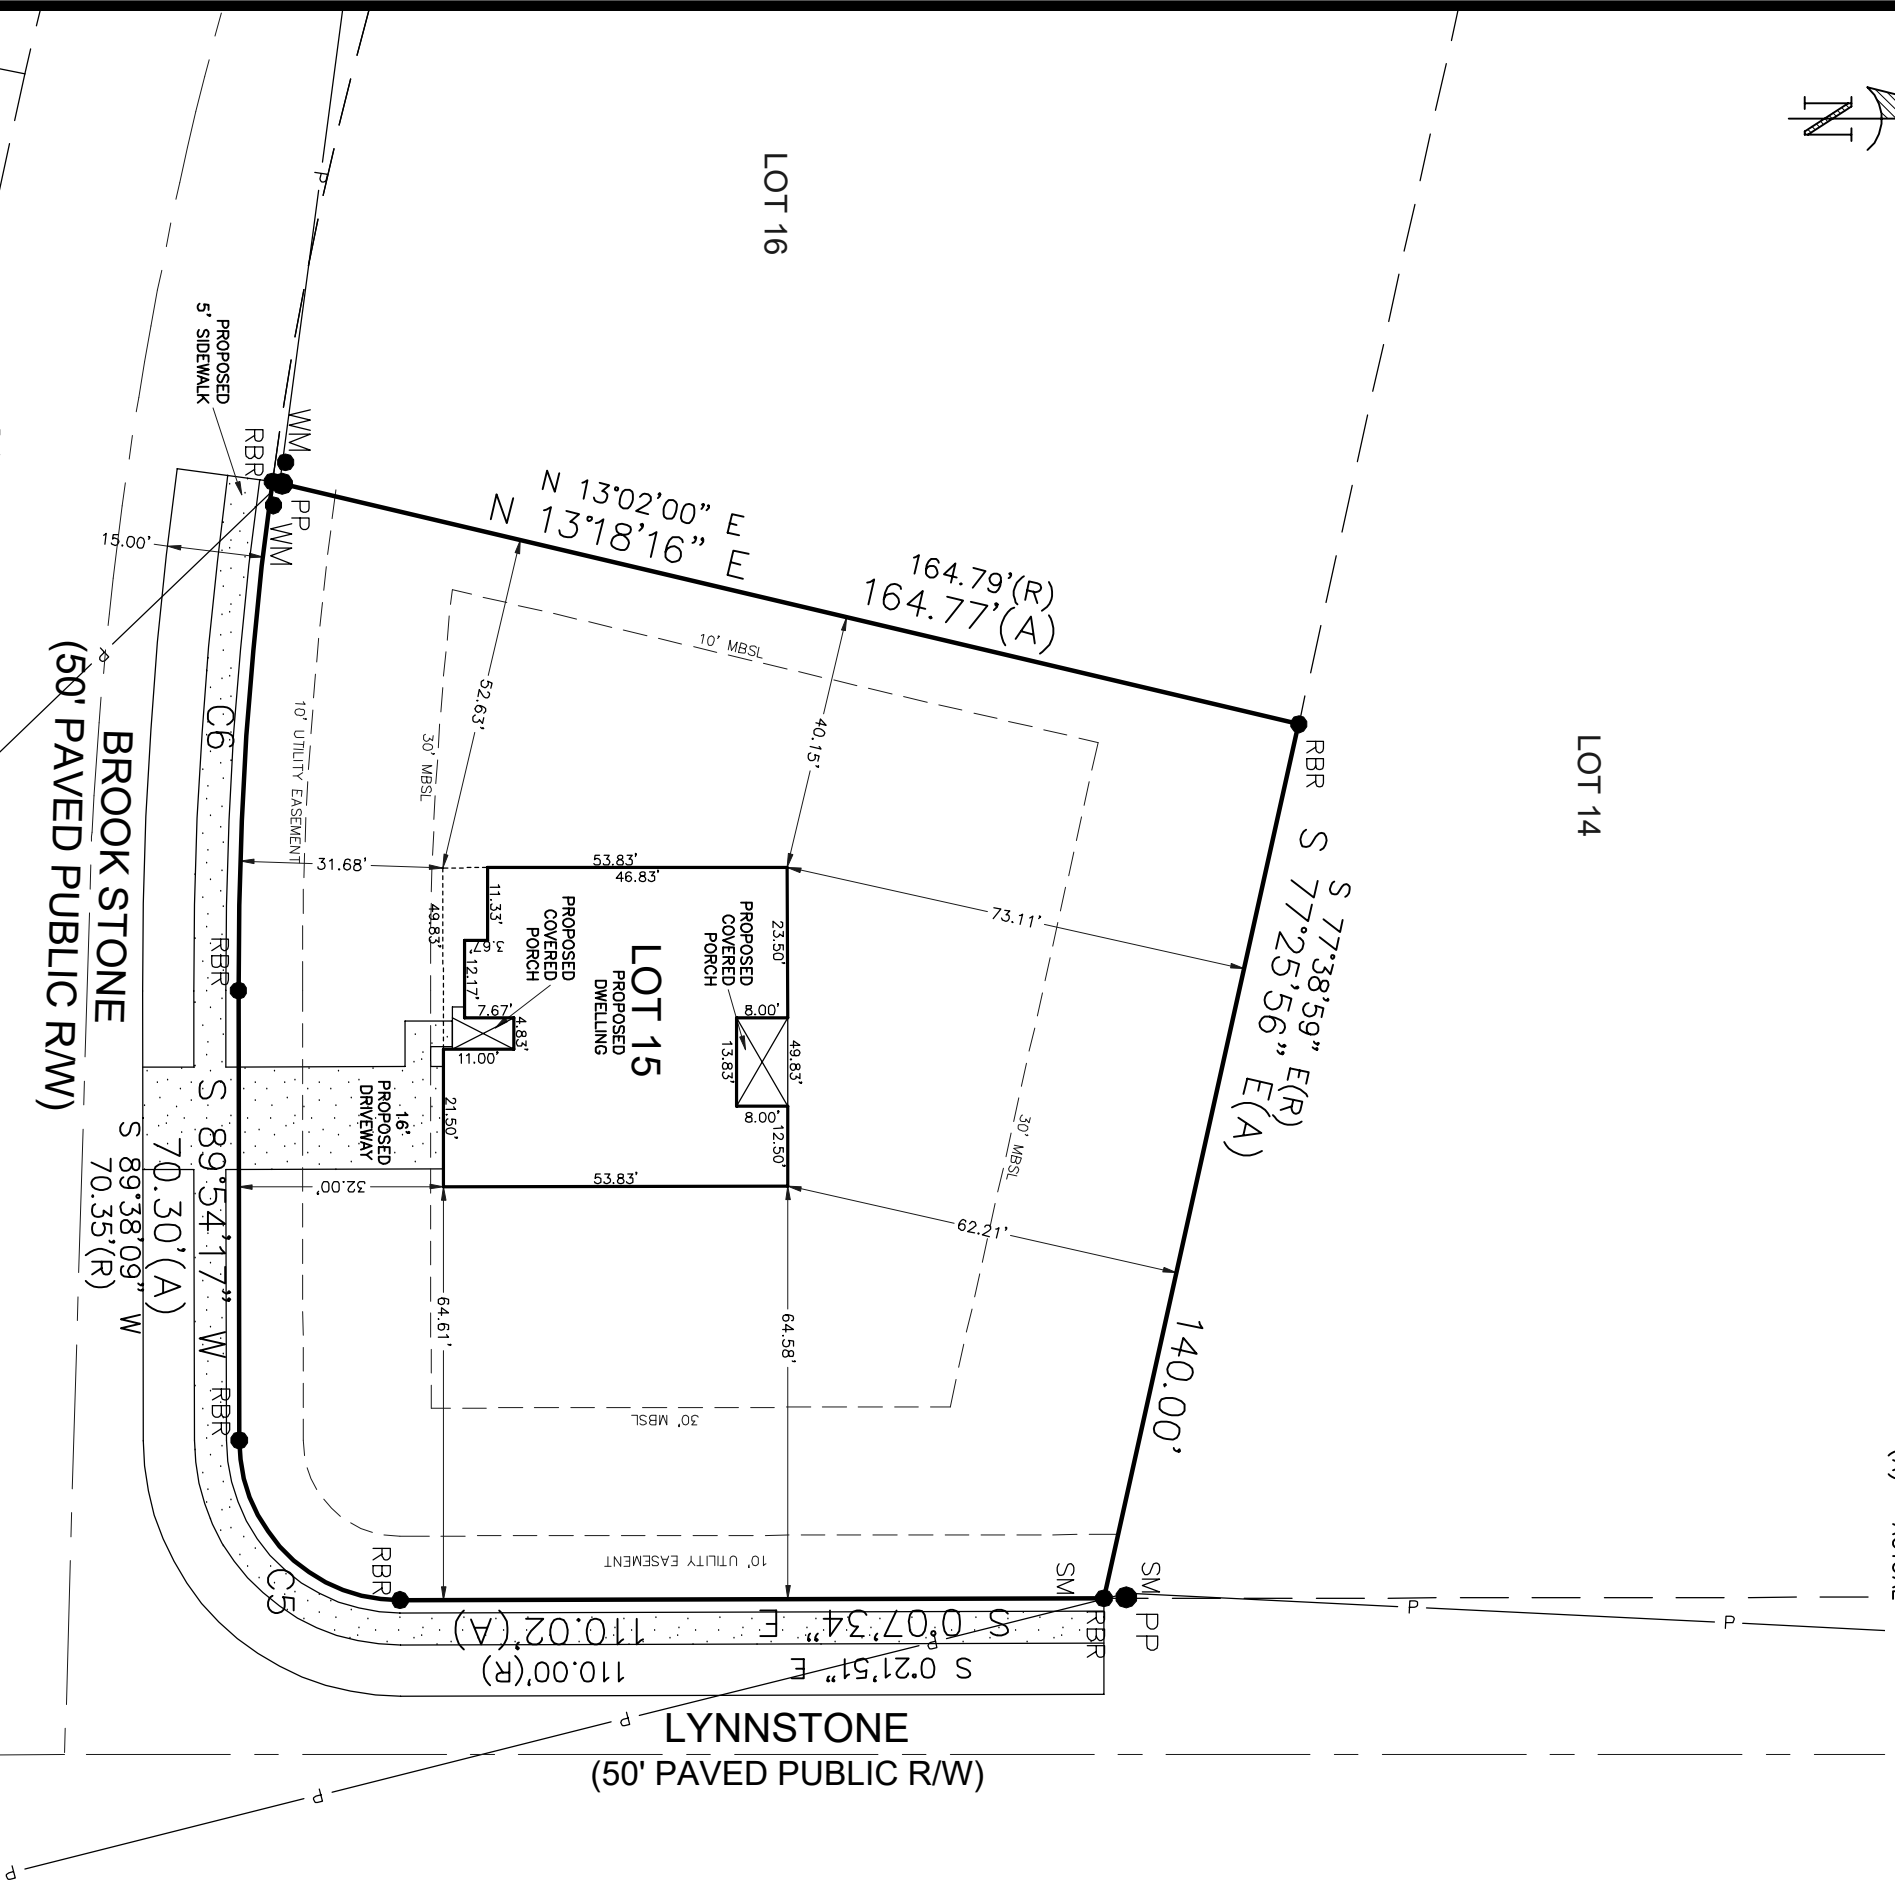 N
LOT 16
LOT 14
PROPOSED
5' SIDEWALK
WM
RBR
PP
WM
15.00'
N 13°02'00" E
N 13°18'16" E
164.79'(R)
164.77'(A)
10' MBSL
52.63'
40.15'
RBR
S 77°38'59" E(R)
S 77°25'56" E(A)
140.00'
C6
10' UTILITY EASEMENT
30' MBSL
BROOK STONE
(50' PAVED PUBLIC R/W)
31.68'
53.83'
46.83'
49.83'
11.33'
3.67'
12.17'
7.67'
4.83'
11.00'
21.50'
PROPOSED
COVERED
PORCH
LOT 15
PROPOSED
DWELLING
PROPOSED
COVERED
PORCH
23.50'
8.00'
13.83'
49.83'
8.00'
12.50'
53.83'
73.11'
62.21'
30' MBSL
RBR
16'
PROPOSED
DRIVEWAY
32.00'
S 89°54'17" W
70.30'(A)
S 89°38'09" W
70.35'(R)
64.61'
64.58'
RBR
30' MBSL
10' UTILITY EASEMENT
RBR
C5
SM
SM
PP
RBR
S 0°07'34" E
110.02'(A)
S 0°21'51" E
110.00'(R)
LYNNSTONE
(50' PAVED PUBLIC R/W)
P
P
P
P
P
P
P
P